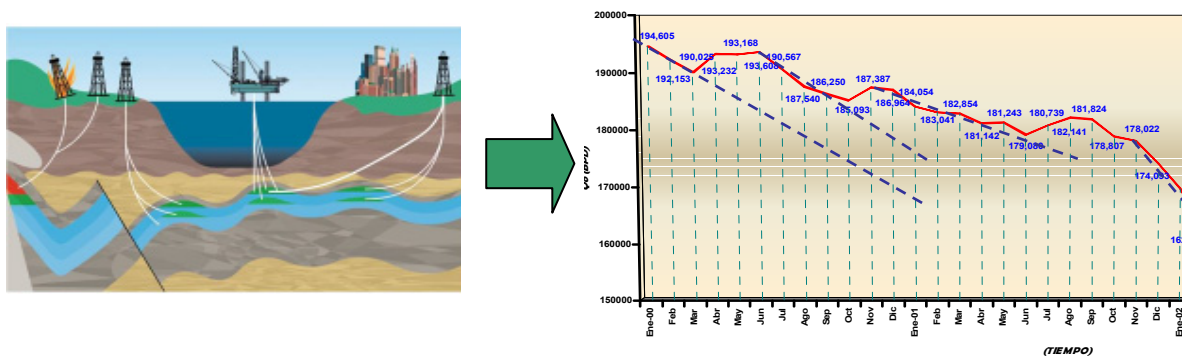 200000
190000
180000
170000
160000
150000
194,605
192,153
190,025
193,232
193,168
193,608
190,567
187,540
186,250
185,093
187,387
186,964
184,054
183,041
182,854
181,142
181,243
179,080
180,739
182,141
181,824
178,807
178,022
174,093
Ene-00
Feb
Mar
Abr
May
Jun
Jul
Ago
Sep
Oct
Nov
Dic
Ene-01
Feb
Mar
Abr
May
Jun
Jul
Ago
Sep
Oct
Nov
Dic
Ene-02
(TIEMPO)